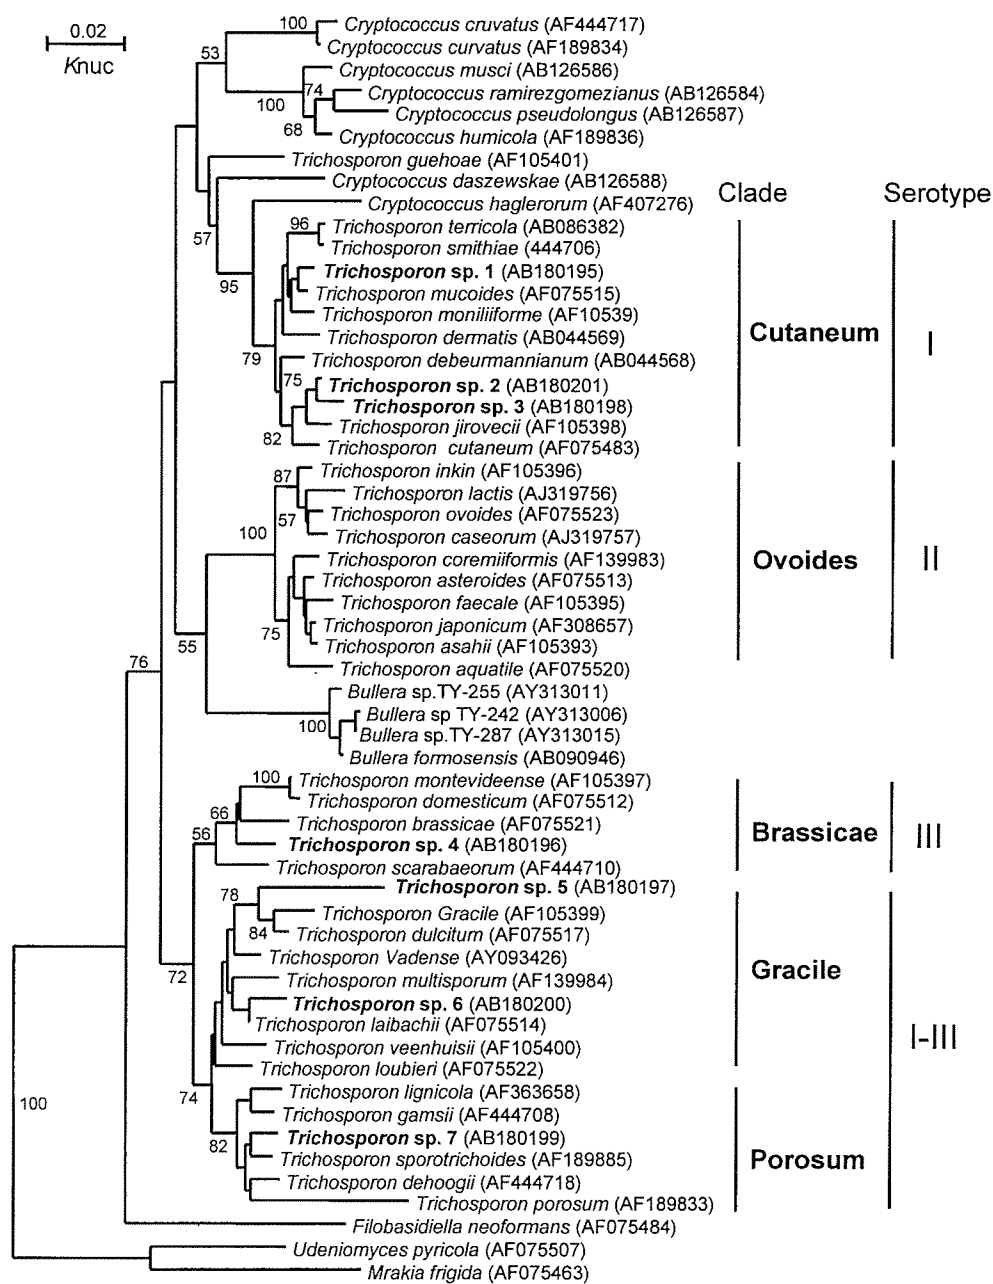 0.02
Knuc
100
Cryptococcus cruvatus (AF444717)
Cryptococcus curvatus (AF189834)
53
Cryptococcus musci (AB126586)
74
Cryptococcus ramirezgomezianus (AB126584)
100
Cryptococcus pseudolongus (AB126587)
68
Cryptococcus humicola (AF189836)
Trichosporon guehoae (AF105401)
Cryptococcus daszewskae (AB126588)
Clade
Serotype
Cryptococcus haglerorum (AF407276)
57
96
Trichosporon terricola (AB086382)
Trichosporon smithiae (444706)
Trichosporon sp. 1 (AB180195)
95
Trichosporon mucoides (AF075515)
Trichosporon moniliiforme (AF10539)
Trichosporon dermatis (AB044569)
Cutaneum
I
79
Trichosporon debeurmannianum (AB044568)
75
Trichosporon sp. 2 (AB180201)
Trichosporon sp. 3 (AB180198)
Trichosporon jirovecii (AF105398)
82
Trichosporon cutaneum (AF075483)
87
Trichosporon inkin (AF105396)
Trichosporon lactis (AJ319756)
57
Trichosporon ovoides (AF075523)
100
Trichosporon caseorum (AJ319757)
Trichosporon coremiiformis (AF139983)
Ovoides
II
Trichosporon asteroides (AF075513)
Trichosporon faecale (AF105395)
75
Trichosporon japonicum (AF308657)
Trichosporon asahii (AF105393)
55
76
Trichosporon aquatile (AF075520)
Bullera sp.TY-255 (AY313011)
100
Bullera sp TY-242 (AY313006)
Bullera sp.TY-287 (AY313015)
Bullera formosensis (AB090946)
100
Trichosporon montevideense (AF105397)
Trichosporon domesticum (AF075512)
66
Trichosporon brassicae (AF075521)
56
Trichosporon sp. 4 (AB180196)
Brassicae
III
Trichosporon scarabaeorum (AF444710)
78
Trichosporon sp. 5 (AB180197)
Trichosporon Gracile (AF105399)
84
Trichosporon dulcitum (AF075517)
Trichosporon Vadense (AY093426)
72
Trichosporon multisporum (AF139984)
Gracile
Trichosporon sp. 6 (AB180200)
Trichosporon laibachii (AF075514)
I-III
Trichosporon veenhuisii (AF105400)
Trichosporon loubieri (AF075522)
74
Trichosporon lignicola (AF363658)
100
Trichosporon gamsii (AF444708)
82
Trichosporon sp. 7 (AB180199)
Trichosporon sporotrichoides (AF189885)
Porosum
Trichosporon dehoogii (AF444718)
Trichosporon porosum (AF189833)
Filobasidiella neoformans (AF075484)
Udeniomyces pyricola (AF075507)
Mrakia frigida (AF075463)